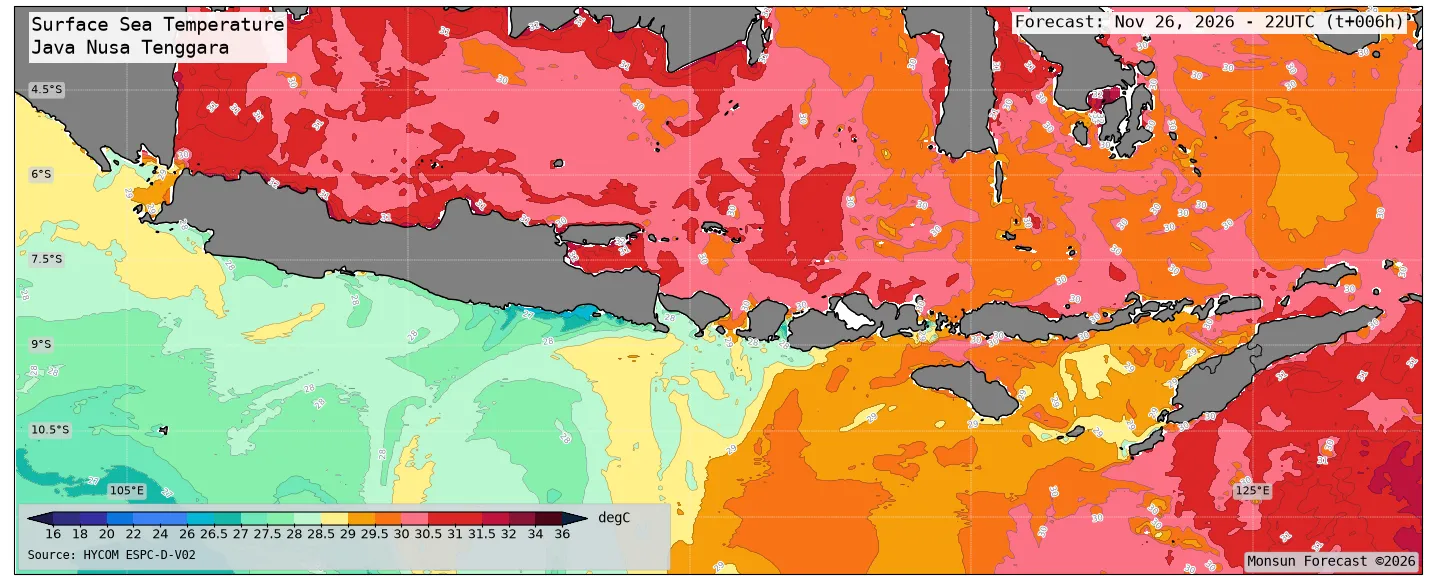 Surface Sea Temperature
Java Nusa Tenggara
Forecast: Nov 26, 2026 - 22UTC (t+006h)
4.5°S
6°S
7.5°S
9°S
10.5°S
105°E
125°E
16 18 20 22 24 26 26.5 27 27.5 28 28.5 29 29.5 30 30.5 31 31.5 32 34 36
degC
Source: HYCOM ESPC-D-V02
Monsun Forecast ©2026